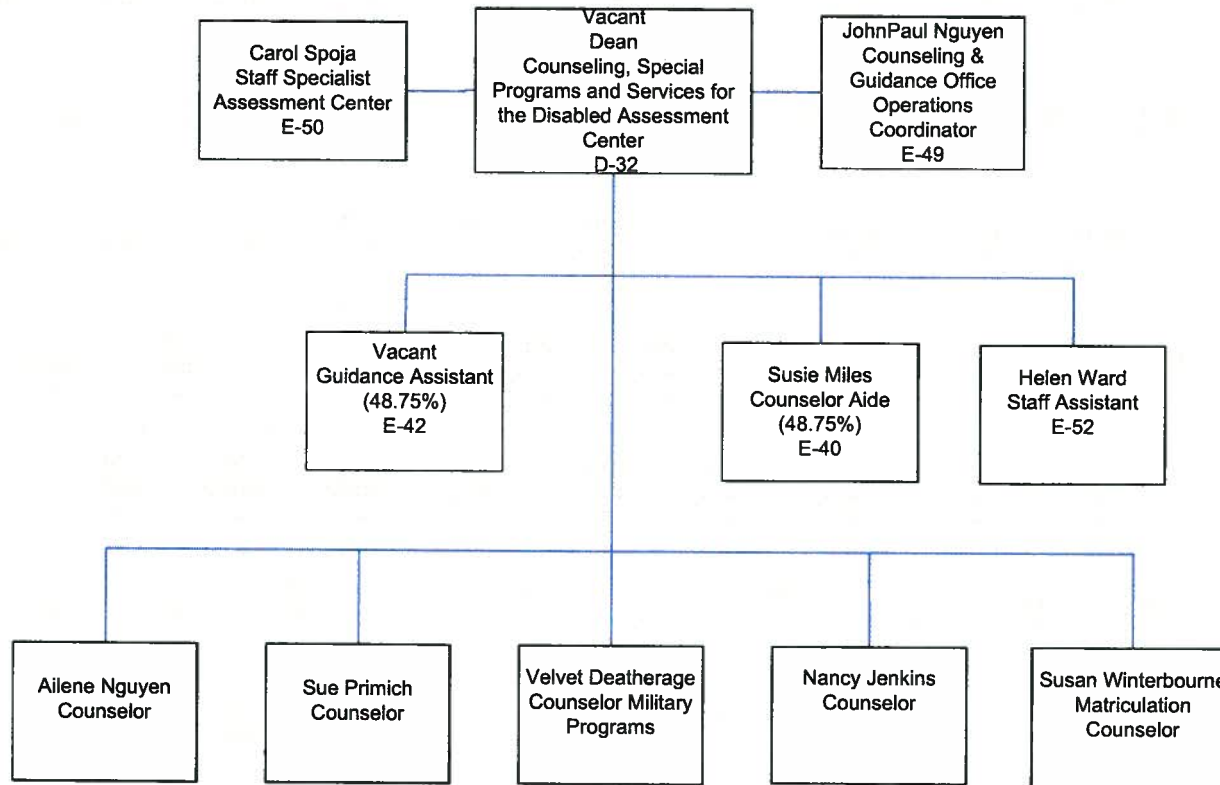 Carol Spoja
Staff Specialist
Assessment Center
E-50
Vacant
Dean
Counseling, Special
Programs and Services for
the Disabled Assessment
Center
D-32
JohnPaul Nguyen
Counseling &
Guidance Office
Operations
Coordinator
E-49
Vacant
Guidance Assistant
(48.75%)
E-42
Susie Miles
Counselor Aide
(48.75%)
E-40
Helen Ward
Staff Assistant
E-52
Ailene Nguyen
Counselor
Sue Primich
Counselor
Velvet Deatherage
Counselor Military
Programs
Nancy Jenkins
Counselor
Susan Winterbourne
Matriculation
Counselor